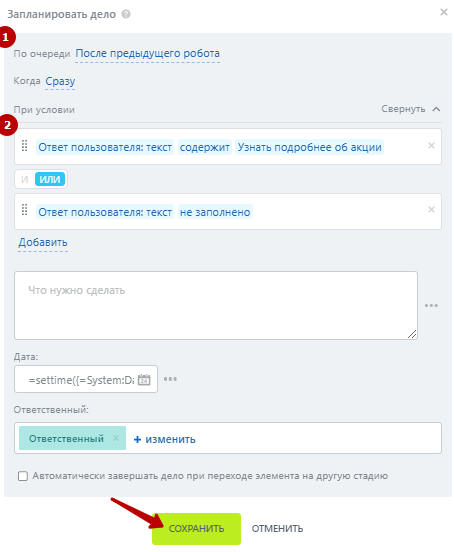 Запланировать дело ?
1
По очереди После предыдущего робота
Когда Сразу
При условии Свернуть
2
Ответ пользователя: текст содержит Узнать подробнее об акции
И ИЛИ
Ответ пользователя: текст не заполнено
Добавить
Что нужно сделать
Дата:
=settime({=System:Da
24
Ответственный:
Ответственный × + изменить
Автоматически завершать дело при переходе элемента на другую стадию
СОХРАНИТЬ ОТМЕНИТЬ